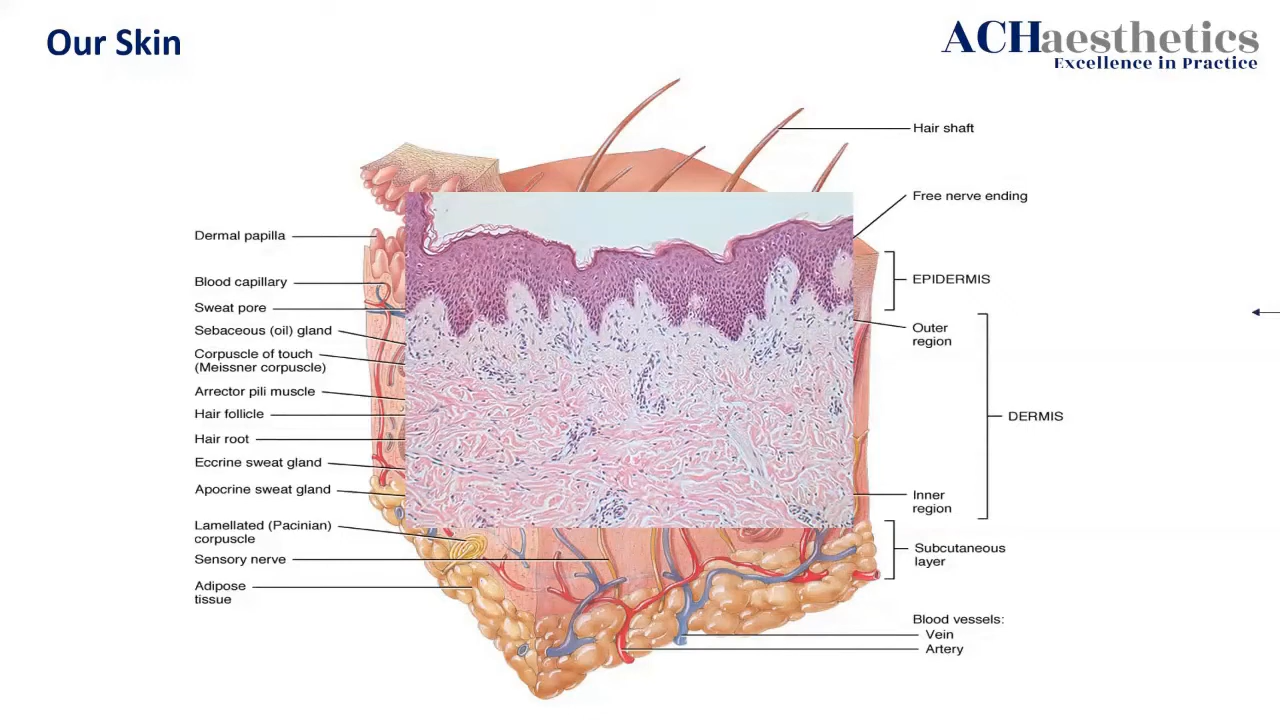 Our Skin
ACHaesthetics
Excellence in Practice
Hair shaft
Free nerve ending
EPIDERMIS
Outer
region
DERMIS
Inner
region
Subcutaneous
layer
Blood vessels:
Vein
Artery
Dermal papilla
Blood capillary
Sweat pore
Sebaceous (oil) gland
Corpuscle of touch
(Meissner corpuscle)
Arrector pili muscle
Hair follicle
Hair root
Eccrine sweat gland
Apocrine sweat gland
Lamellated (Pacinian)
corpuscle
Sensory nerve
Adipose
tissue